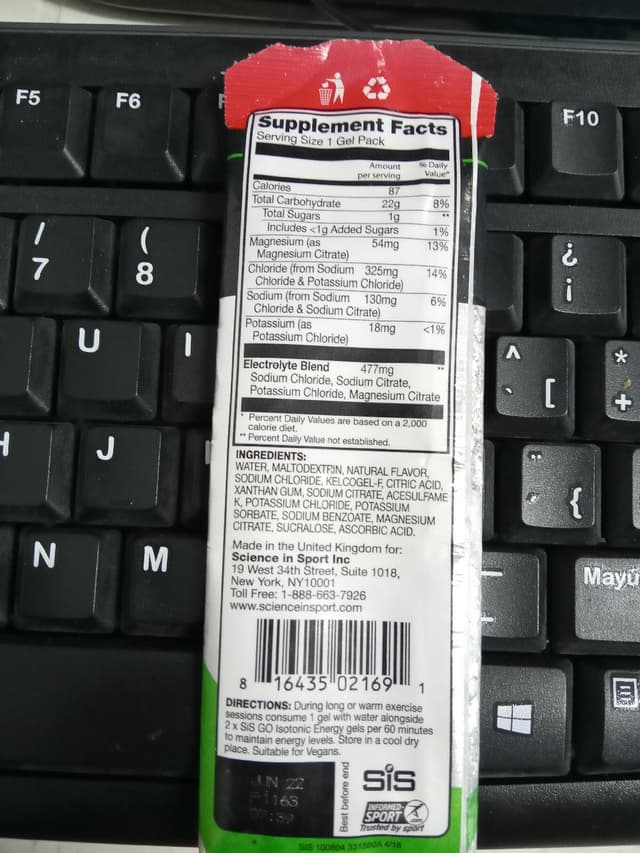 F5
F6
F
F10
Supplement Facts
Serving Size 1 Gel Pack
Amount per serving % Daily Value*
Calories 87
Total Carbohydrate 22g 8%
Total Sugars 1g **
Includes <1g Added Sugars 1%
Magnesium (as 54mg 13%
Magnesium Citrate)
Chloride (from Sodium 325mg 14%
Chloride & Potassium Chloride)
Sodium (from Sodium 130mg 6%
Chloride & Sodium Citrate)
Potassium (as 18mg <1%
Potassium Chloride)
Electrolyte Blend 477mg **
Sodium Chloride, Sodium Citrate,
Potassium Chloride, Magnesium Citrate
* Percent Daily Values are based on a 2,000
calorie diet.
** Percent Daily Value not established.
INGREDIENTS:
WATER, MALTODEXTRIN, NATURAL FLAVOR,
SODIUM CHLORIDE, KELCOGEL-F, CITRIC ACID,
XANTHAN GUM, SODIUM CITRATE, ACESULFAME
K, POTASSIUM CHLORIDE, POTASSIUM
SORBATE, SODIUM BENZOATE, MAGNESIUM
CITRATE, SUCRALOSE, ASCORBIC ACID.
Made in the United Kingdom for:
Science in Sport Inc
19 West 34th Street, Suite 1018,
New York, NY10001
Toll Free: 1-888-663-7926
www.scienceinsport.com
8 16435 02169 1
DIRECTIONS: During long or warm exercise
sessions consume 1 gel with water alongside
2 x SiS GO Isotonic Energy gels per 60 minutes
to maintain energy levels. Store in a cool dry
place. Suitable for Vegans.
JUN 22
Best before end
SiS
INFORMED-
SPORT
.com
Trusted by sport
/
7
(
8
¿
¡
U
I
^
[
*
+
J
¨
{
N
M
Mayú